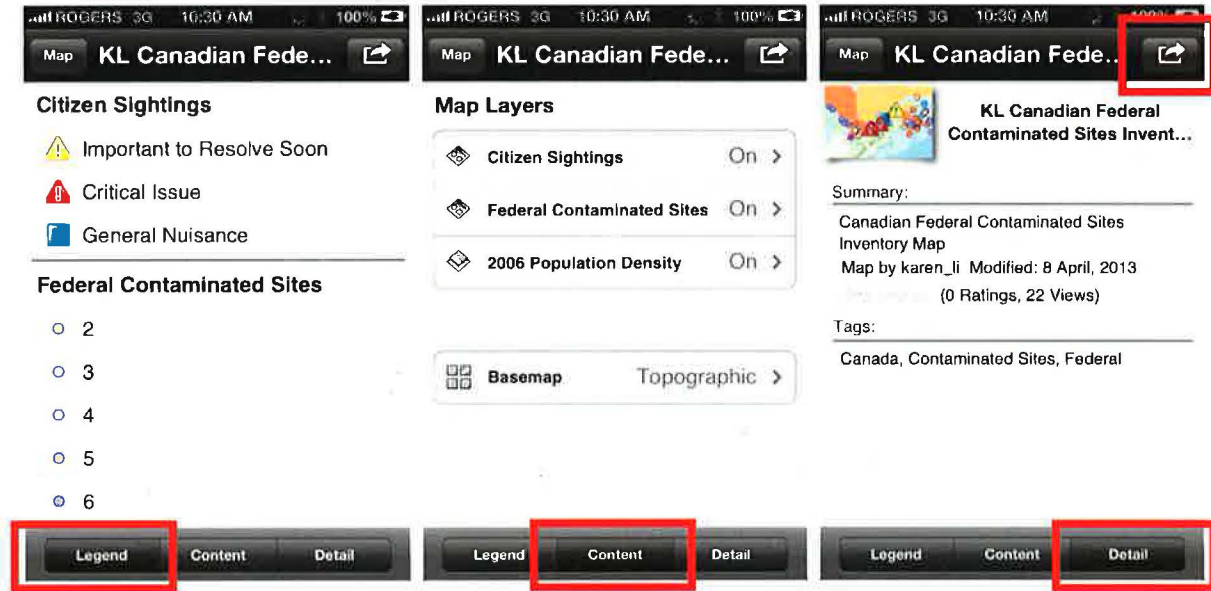 ROGERS 3G 10:30 AM 100%
Map KL Canadian Fede...
Citizen Sightings
Important to Resolve Soon
Critical Issue
General Nuisance
Federal Contaminated Sites
2
3
4
5
6
Legend Content Detail
ROGERS 3G 10:30 AM 100%
Map KL Canadian Fede...
Map Layers
Citizen Sightings On >
Federal Contaminated Sites On >
2006 Population Density On >
Basemap Topographic >
Legend Content Detail
ROGERS 3G 10:30 AM 100%
Map KL Canadian Fede..
KL Canadian Federal
Contaminated Sites Invent...
Summary:
Canadian Federal Contaminated Sites
Inventory Map
Map by karen_li Modified: 8 April, 2013
(0 Ratings, 22 Views)
Tags:
Canada, Contaminated Sites, Federal
Legend Content Detail